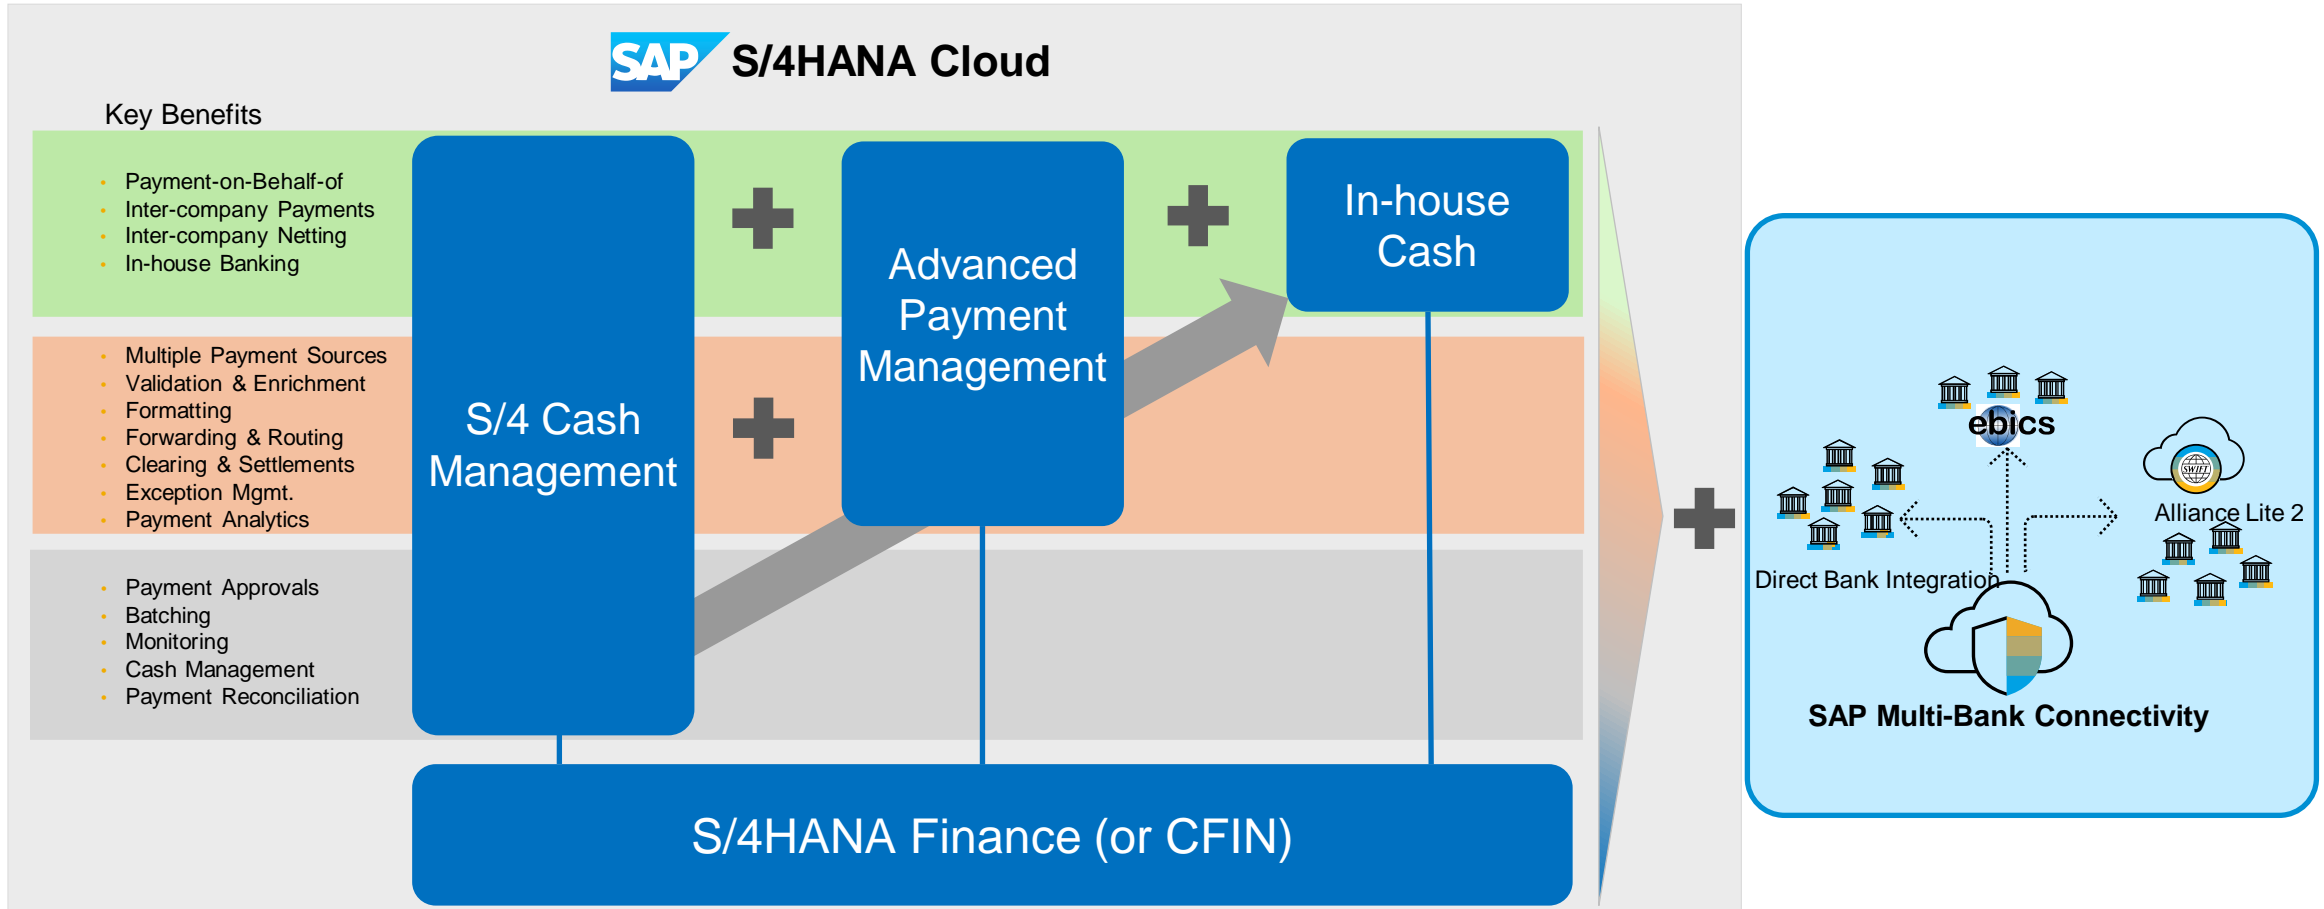 SAP S/4HANA Cloud
Key Benefits
Payment-on-Behalf-of
Inter-company Payments
Inter-company Netting
In-house Banking
Multiple Payment Sources
Validation & Enrichment
Formatting
Forwarding & Routing
Clearing & Settlements
Exception Mgmt.
Payment Analytics
Payment Approvals
Batching
Monitoring
Cash Management
Payment Reconciliation
S/4 Cash
Management
Advanced
Payment
Management
In-house
Cash
S/4HANA Finance (or CFIN)
ebics
SWIFT
Alliance Lite 2
Direct Bank Integration
SAP Multi-Bank Connectivity